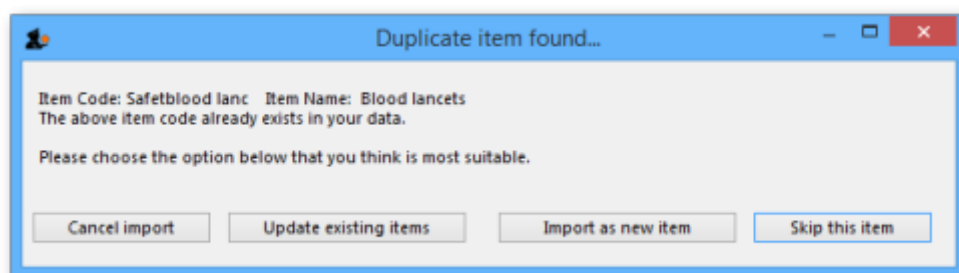 Duplicate item found...
Item Code: Safetblood lanc Item Name: Blood lancets
The above item code already exists in your data.
Please choose the option below that you think is most suitable.
Cancel import Update existing items Import as new item Skip this item